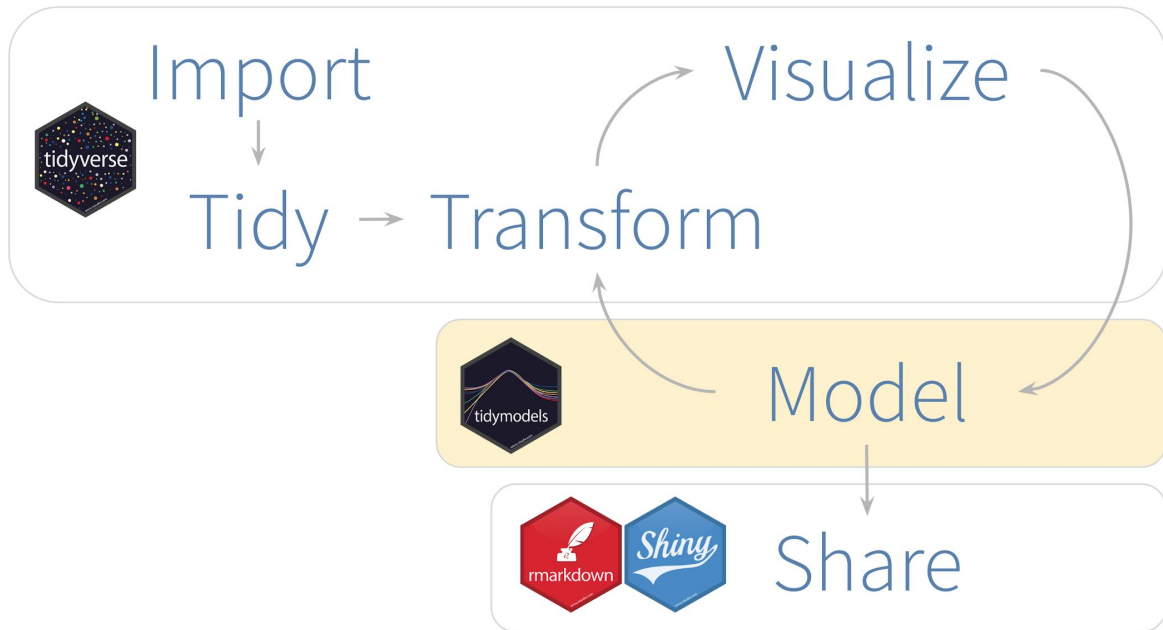 Import
Visualize
tidyverse
Tidy
Transform
tidymodels
Model
rmarkdown
Shiny
Share